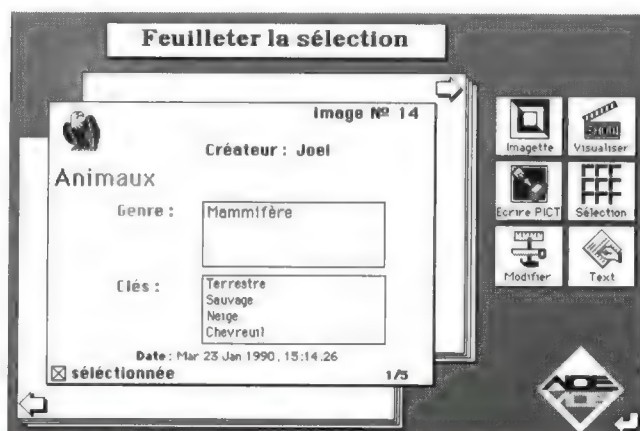 Feuilleter la sélection
Image Nº 14
Créateur : Joel
Animaux
Genre :
Mammifère
Clés :
Terrestre
Sauvage
Neige
Chevreuil
Date : Mar 23 Jan 1990, 15:14:26
séléctionnée
1/5
Imagette
Visualiser
Ecrire PICT
Sélection
Modifier
Text